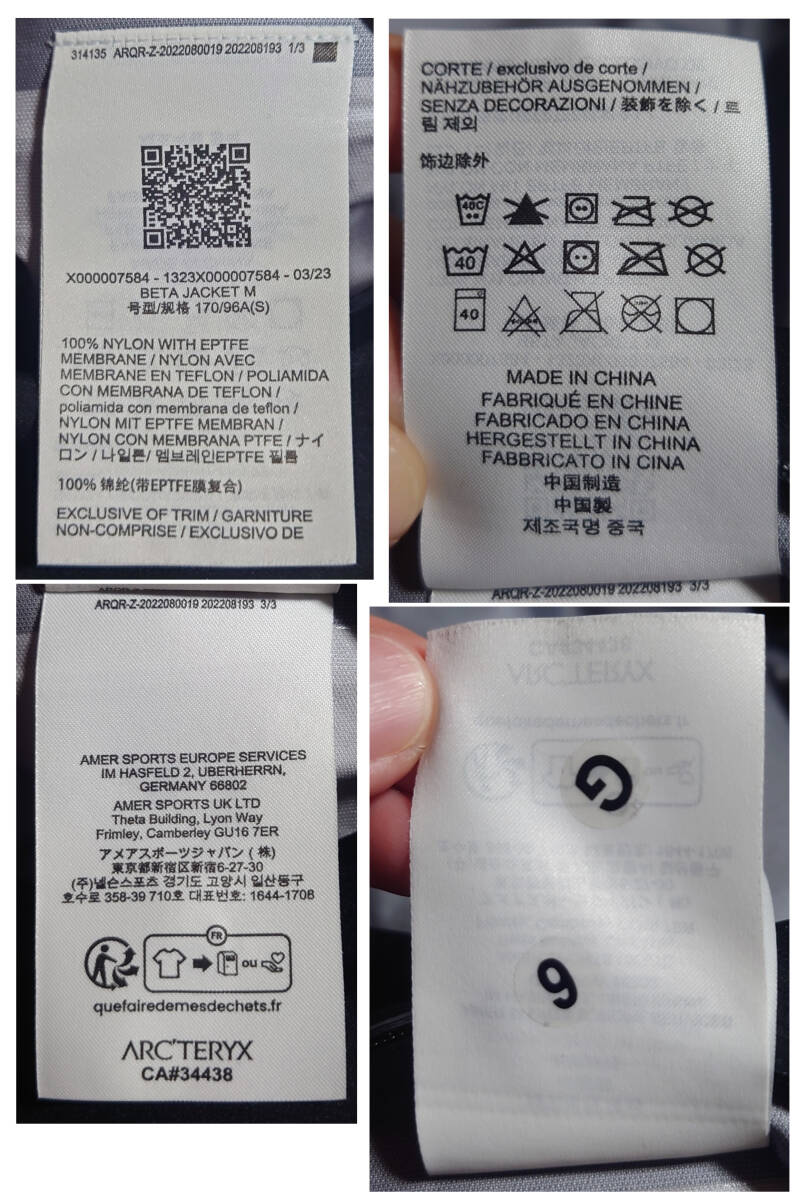 314135 ARQR-Z-2022080019 202208193 1/3
X000007584 - 1323X000007584 - 03/23
BETA JACKET M
号型/规格 170/96A(S)
100% NYLON WITH EPTFE
MEMBRANE / NYLON AVEC
MEMBRANE EN TEFLON / POLIAMIDA
CON MEMBRANA DE TEFLON /
poliamida con membrana de teflon /
NYLON MIT EPTFE MEMBRAN /
NYLON CON MEMBRANA PTFE / ナイ
ロン / 나일론/ 멤브레인EPTFE 필름
100% 锦纶(带EPTFE膜复合)
EXCLUSIVE OF TRIM / GARNITURE
NON-COMPRISE / EXCLUSIVO DE
CORTE / exclusivo de corte /
NÄHZUBEHÖR AUSGENOMMEN /
SENZA DECORAZIONI / 装飾を除く / 트
림 제외
饰边除外
40C
40
40
MADE IN CHINA
FABRIQUÉ EN CHINE
FABRICADO EN CHINA
HERGESTELLT IN CHINA
FABBRICATO IN CINA
中国制造
中国製
제조국명 중국
ARQR-Z-2022080019 202208193 3/3
ARQR-Z-2022080019 202208193 3/3
AMER SPORTS EUROPE SERVICES
IM HASFELD 2, UBERHERRN,
GERMANY 66802
AMER SPORTS UK LTD
Theta Building, Lyon Way
Frimley, Camberley GU16 7ER
アメアスポーツジャパン ( 株)
東京都新宿区新宿6-27-30
(주)넬슨스포츠 경기도 고양시 일산동구
호수로 358-39 710호 대표번호: 1644-1708
FR
ou
quefairedemesdechets.fr
ARC'TERYX
CA#34438
G
6